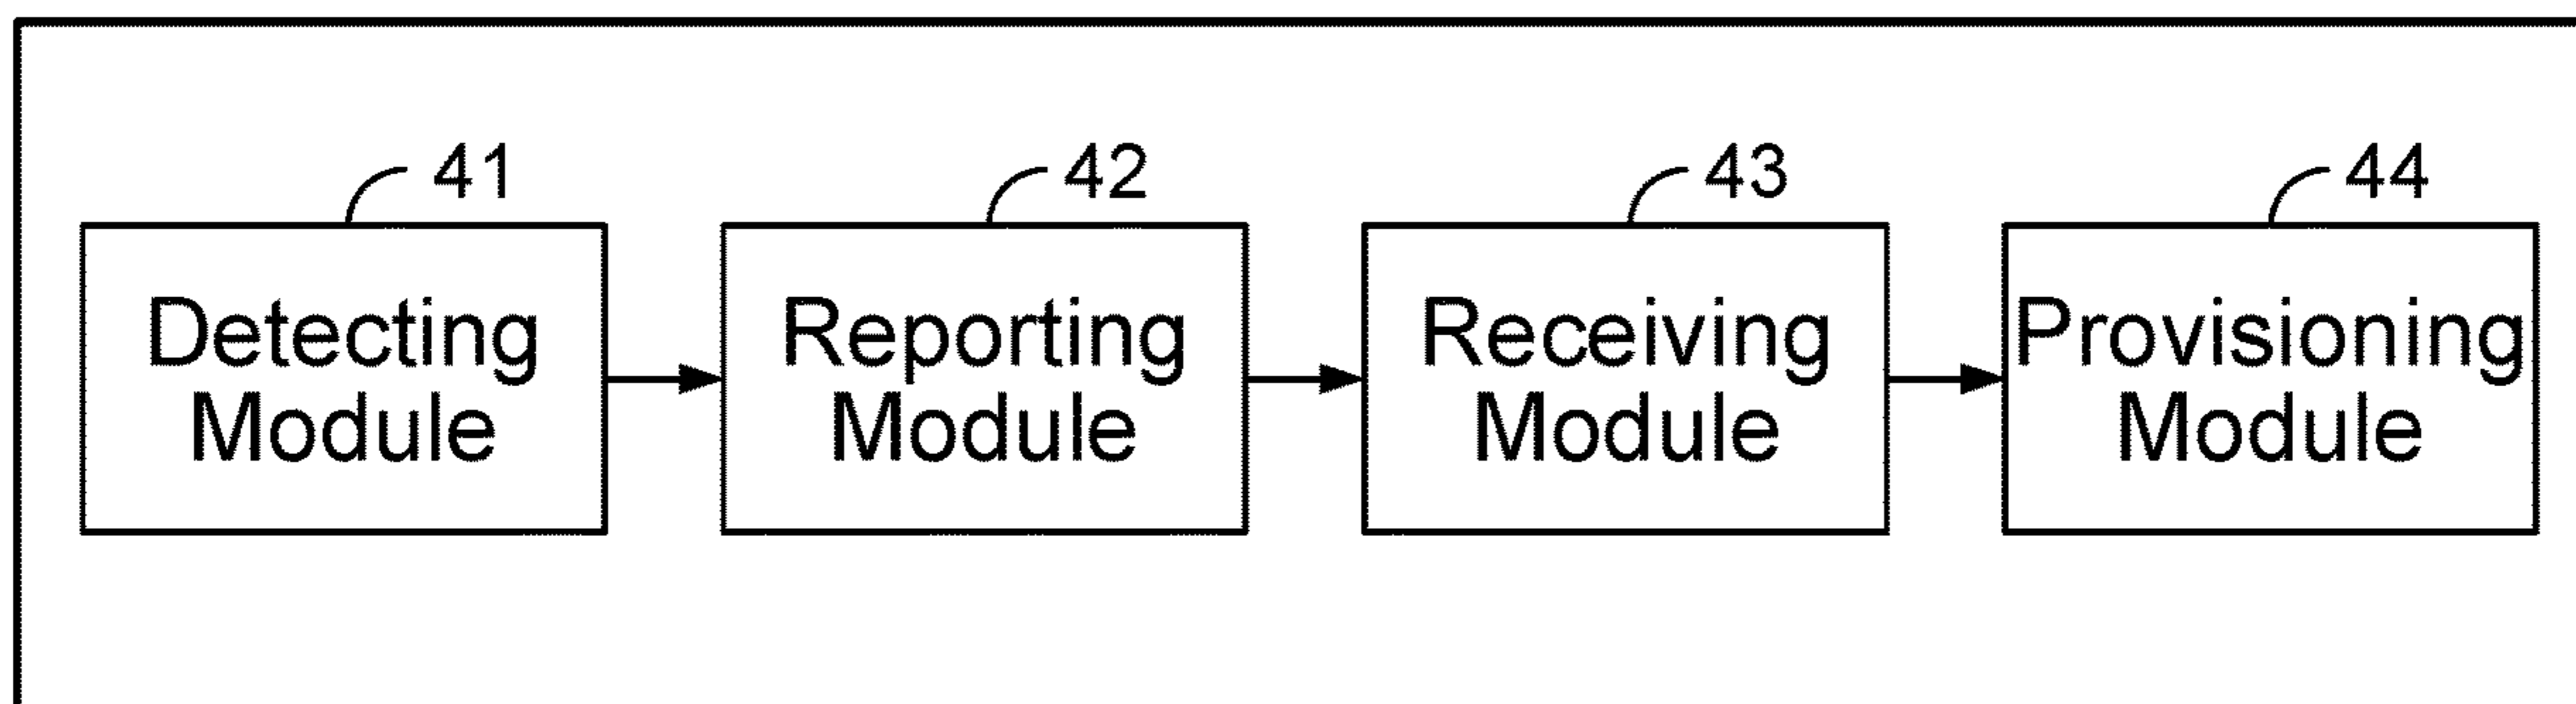 41
42
43
44
Detecting
Module
Reporting
Module
Receiving
Module
Provisioning
Module